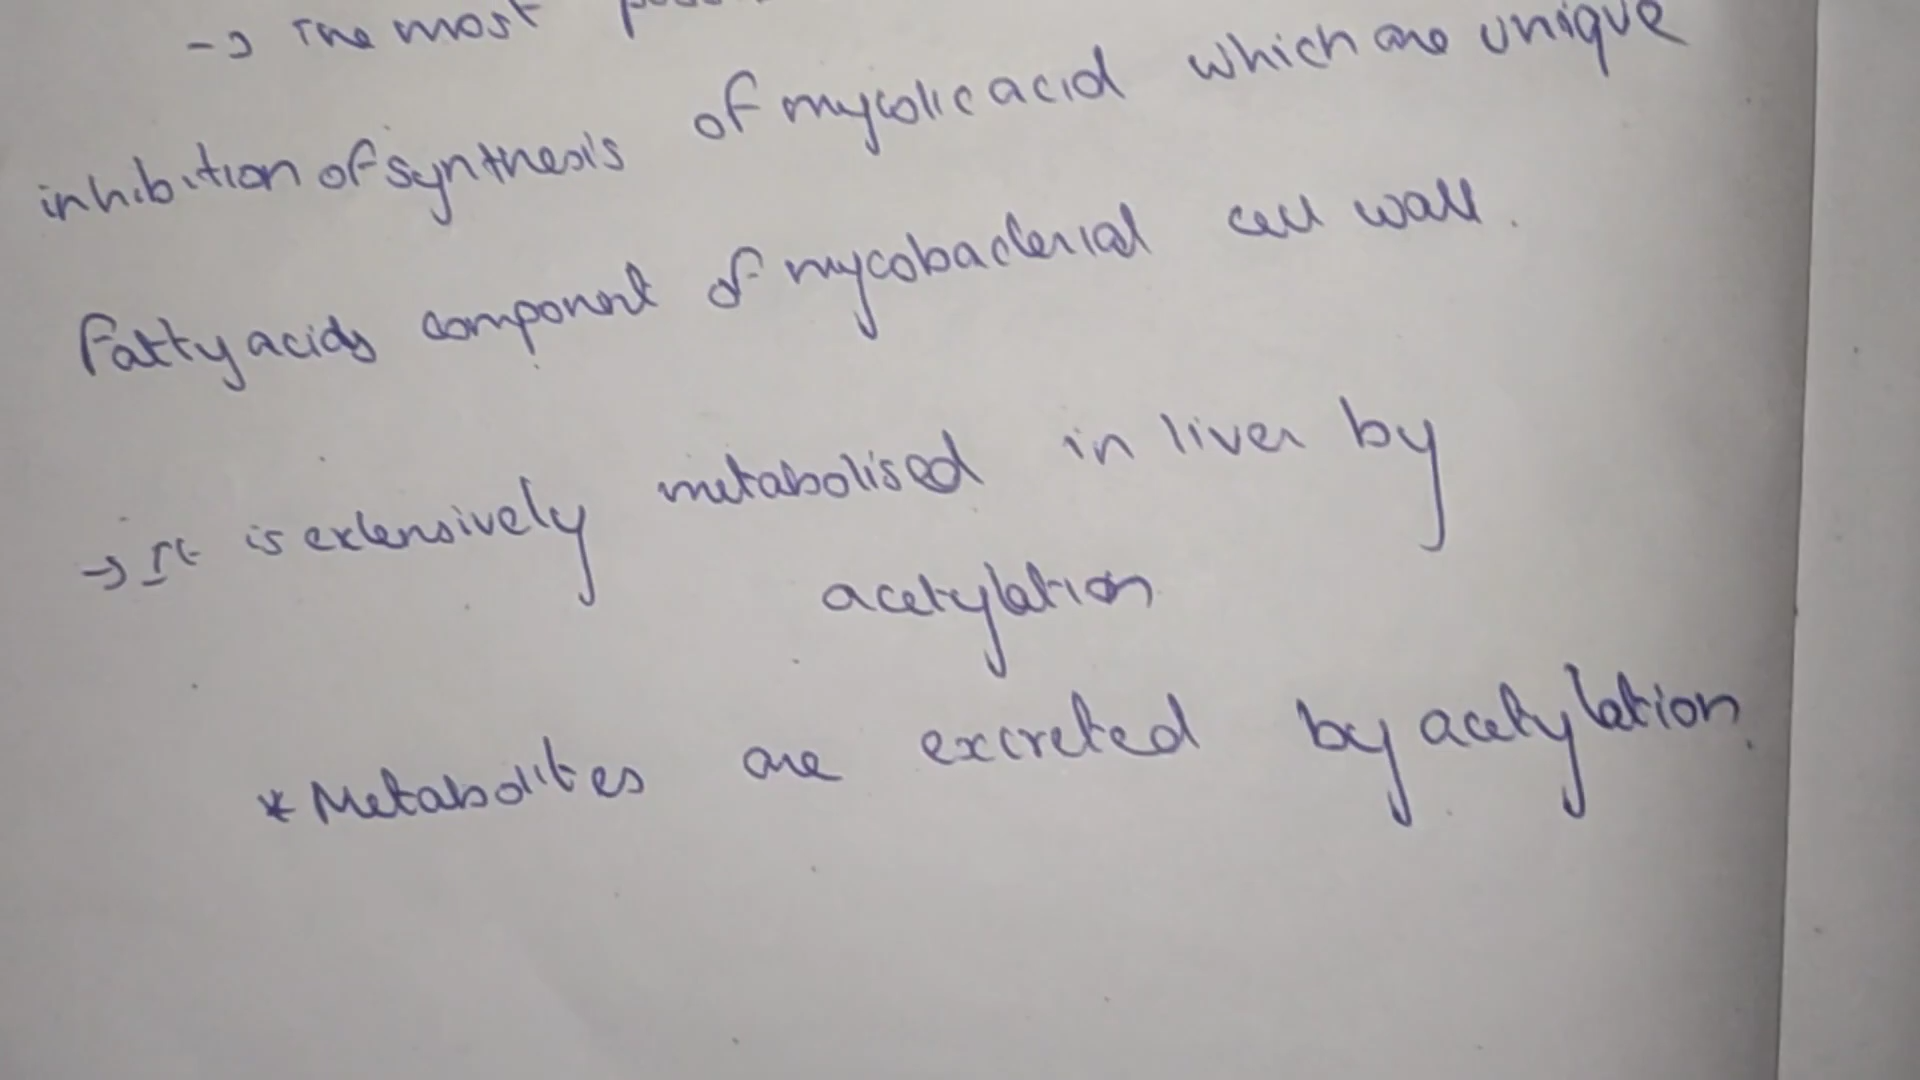 → The most
inhibition of synthesis of mycolic acid which are unique
fatty acids component of mycobacterial cell wall.
→ It is extensively metabolised in liver by
acetylation
* Metabolites are excreted by acetylation.